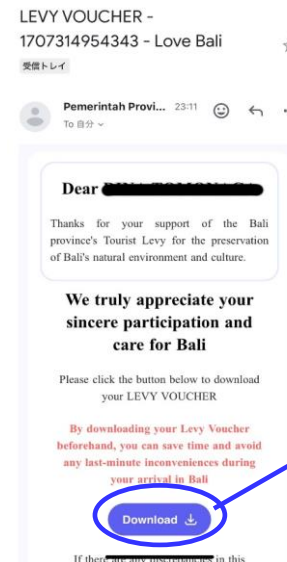 LEVY VOUCHER -
1707314954343 - Love Bali
受信トレイ
Pemerintah Provi... 23:11
To 自分
Dear
Thanks for your support of the Bali
province's Tourist Levy for the preservation
of Bali's natural environment and culture.
We truly appreciate your
sincere participation and
care for Bali
Please click the button below to download
your LEVY VOUCHER
By downloading your Levy Voucher
beforehand, you can save time and avoid
any last-minute inconveniences during
your arrival in Bali
Download
If there are any discrepancies in this